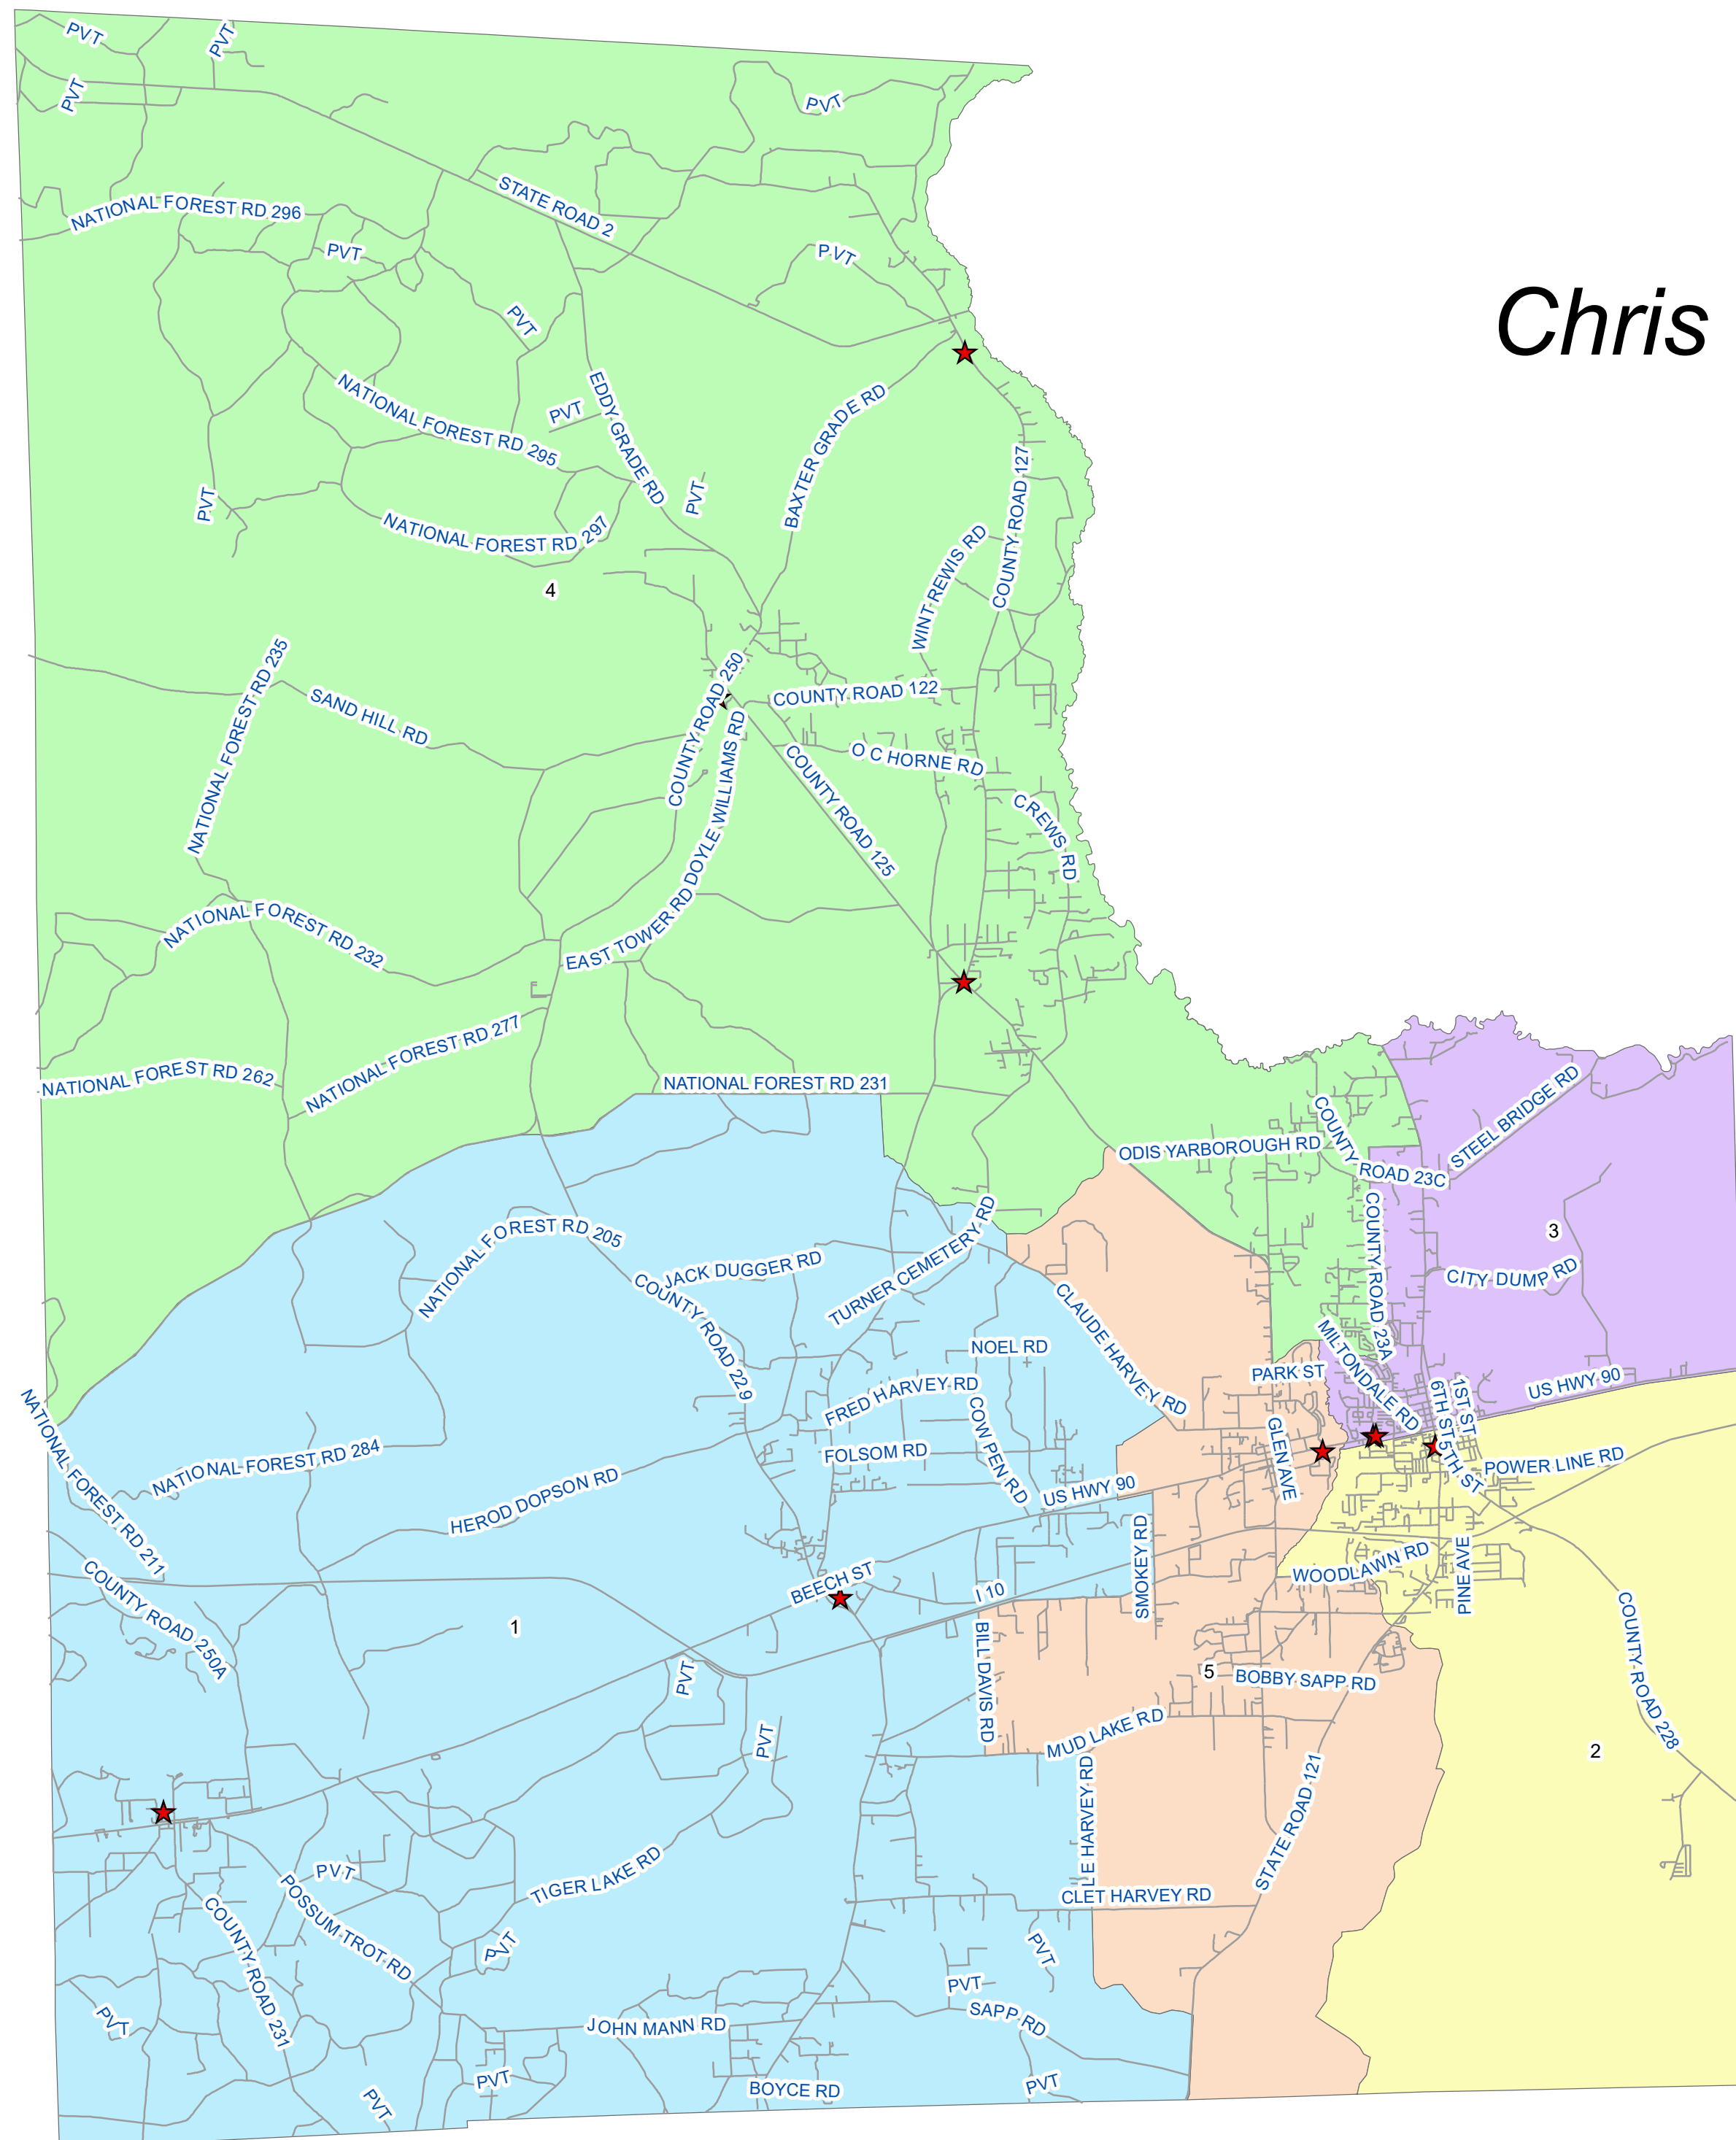 PVT
PVT
PVT
PVT
NATIONAL FOREST RD 296
STATE ROAD 2
PVT
PVT
Chris
PVT
NATIONAL FOREST RD 295
PVT
EDDY GRADE RD
BAXTER GRADE RD
COUNTY ROAD 127
PVT
PVT
NATIONAL FOREST RD 297
WINT REWIS RD
4
NATIONAL FOREST RD 235
SAND HILL RD
COUNTY ROAD 250
COUNTY ROAD 122
O C HORNE RD
COUNTY ROAD 125
CREWS RD
DOYLE WILLIAMS RD
EAST TOWER RD
NATIONAL FOREST RD 232
NATIONAL FOREST RD 277
NATIONAL FOREST RD 262
NATIONAL FOREST RD 231
STEEL BRIDGE RD
ODIS YARBOROUGH RD
COUNTY ROAD 23C
3
COUNTY ROAD 23A
CITY DUMP RD
NATIONAL FOREST RD 205
JACK DUGGER RD
TURNER CEMETERY RD
COUNTY ROAD 229
CLAUDE HARVEY RD
NOEL RD
MILTONDALE RD
PARK ST
US HWY 90
1ST ST
6TH ST
5TH ST
FRED HARVEY RD
COW PEN RD
GLEN AVE
FOLSOM RD
US HWY 90
POWER LINE RD
NATIONAL FOREST RD 284
NATIONAL FOREST RD 211
HEROD DOPSON RD
SMOKEY RD
WOODLAWN RD
PINE AVE
BEECH ST
I 10
COUNTY ROAD 250A
1
BILL DAVIS RD
5
BOBBY SAPP RD
COUNTY ROAD 228
PVT
PVT
MUD LAKE RD
2
LE HARVEY RD
STATE ROAD 121
PVT
TIGER LAKE RD
CLET HARVEY RD
POSSUM TROT RD
COUNTY ROAD 231
PVT
PVT
PVT
PVT
JOHN MANN RD
SAPP RD
PVT
PVT
BOYCE RD
PVT